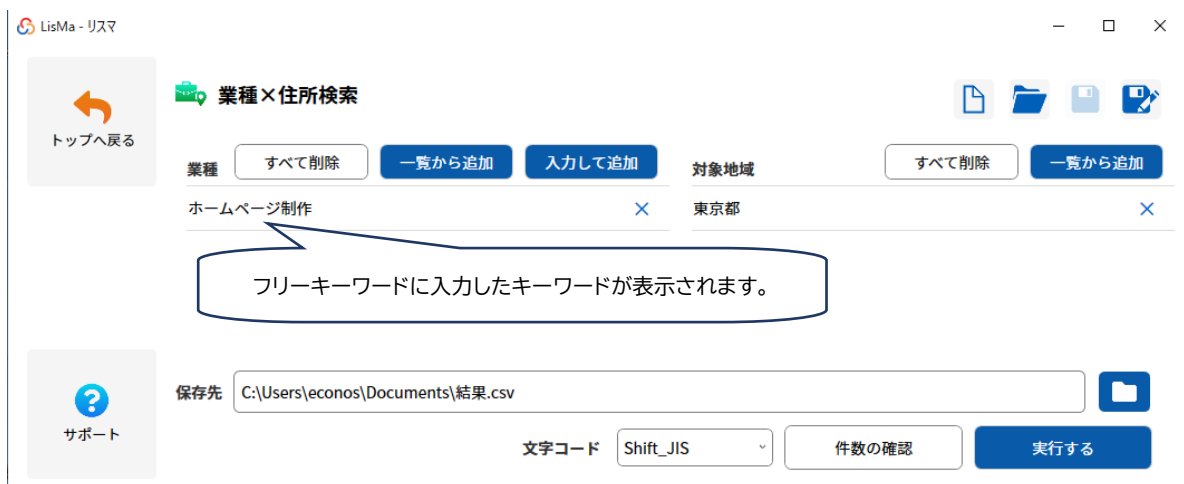 LisMa - リスマ
トップへ戻る
業種×住所検索
業種 すべて削除 一覧から追加 入力して追加
対象地域 すべて削除 一覧から追加
ホームページ制作
東京都
フリーキーワードに入力したキーワードが表示されます。
サポート
保存先 C:\Users\econos\Documents\結果.csv
文字コード Shift_JIS 件数の確認 実行する